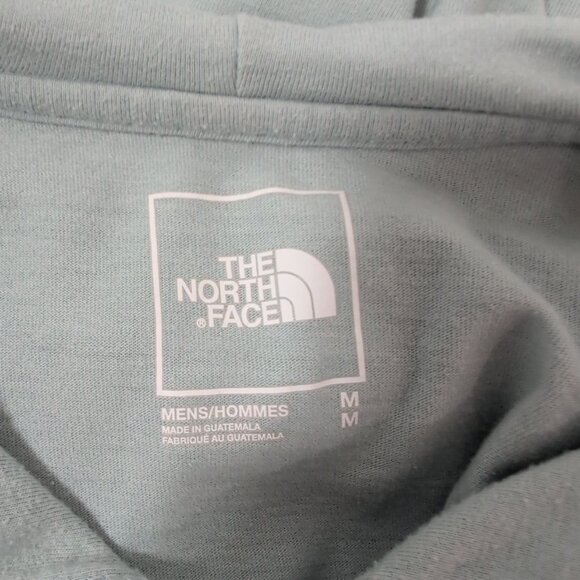 THE
NORTH
®FACE
MENS/HOMMES M
MADE IN GUATEMALA M
FABRIQUÉ AU GUATEMALA